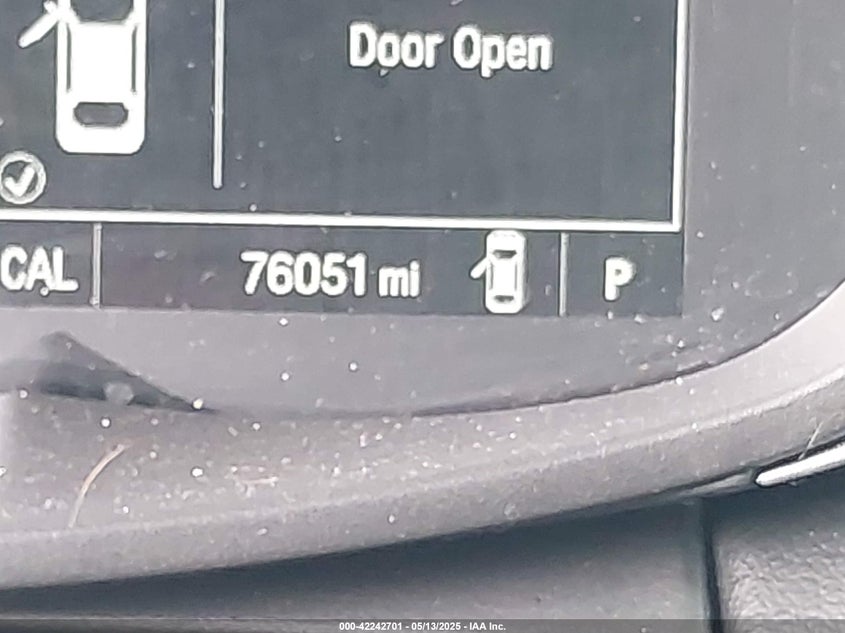 Door Open
CAL 76051 mi P
000-42242701 - 05/13/2025 - IAA Inc.